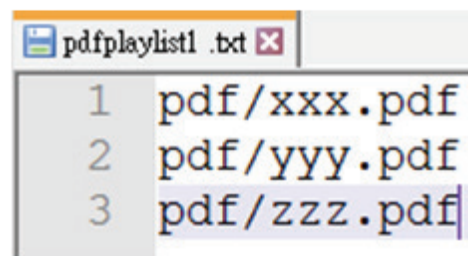 pdfplaylist1 .txt
1 pdf/xxx.pdf
2 pdf/yyy.pdf
3 pdf/zzz.pdf